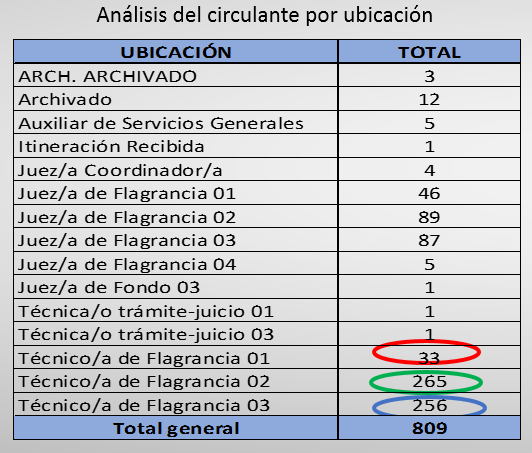 Análisis del circulante por ubicación
UBICACIÓN TOTAL
ARCH. ARCHIVADO 3
Archivado 12
Auxiliar de Servicios Generales 5
Itineración Recibida 1
Juez/a Coordinador/a 4
Juez/a de Flagrancia 01 46
Juez/a de Flagrancia 02 89
Juez/a de Flagrancia 03 87
Juez/a de Flagrancia 04 5
Juez/a de Fondo 03 1
Técnica/o trámite-juicio 01 1
Técnica/o trámite-juicio 03 1
Técnico/a de Flagrancia 01 33
Técnico/a de Flagrancia 02 265
Técnico/a de Flagrancia 03 256
Total general 809